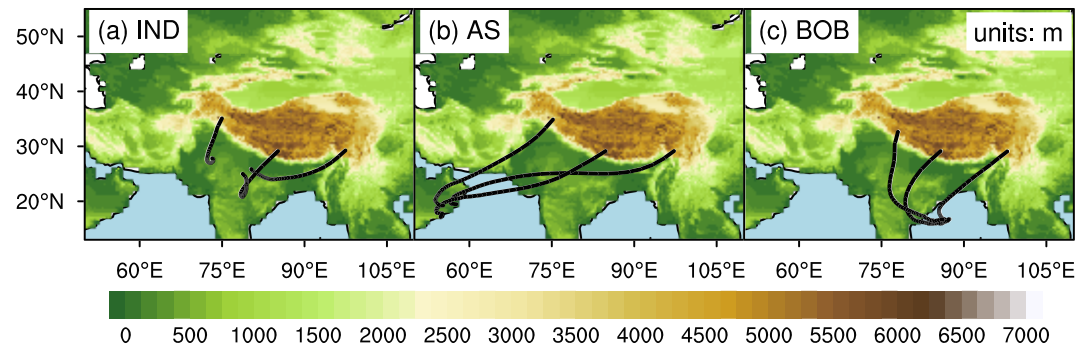 (a) IND
(b) AS
(c) BOB
units: m
50°N
40°N
30°N
20°N
60°E 75°E 90°E 105°E 60°E 75°E 90°E 105°E 60°E 75°E 90°E 105°E
0 500 1000 1500 2000 2500 3000 3500 4000 4500 5000 5500 6000 6500 7000